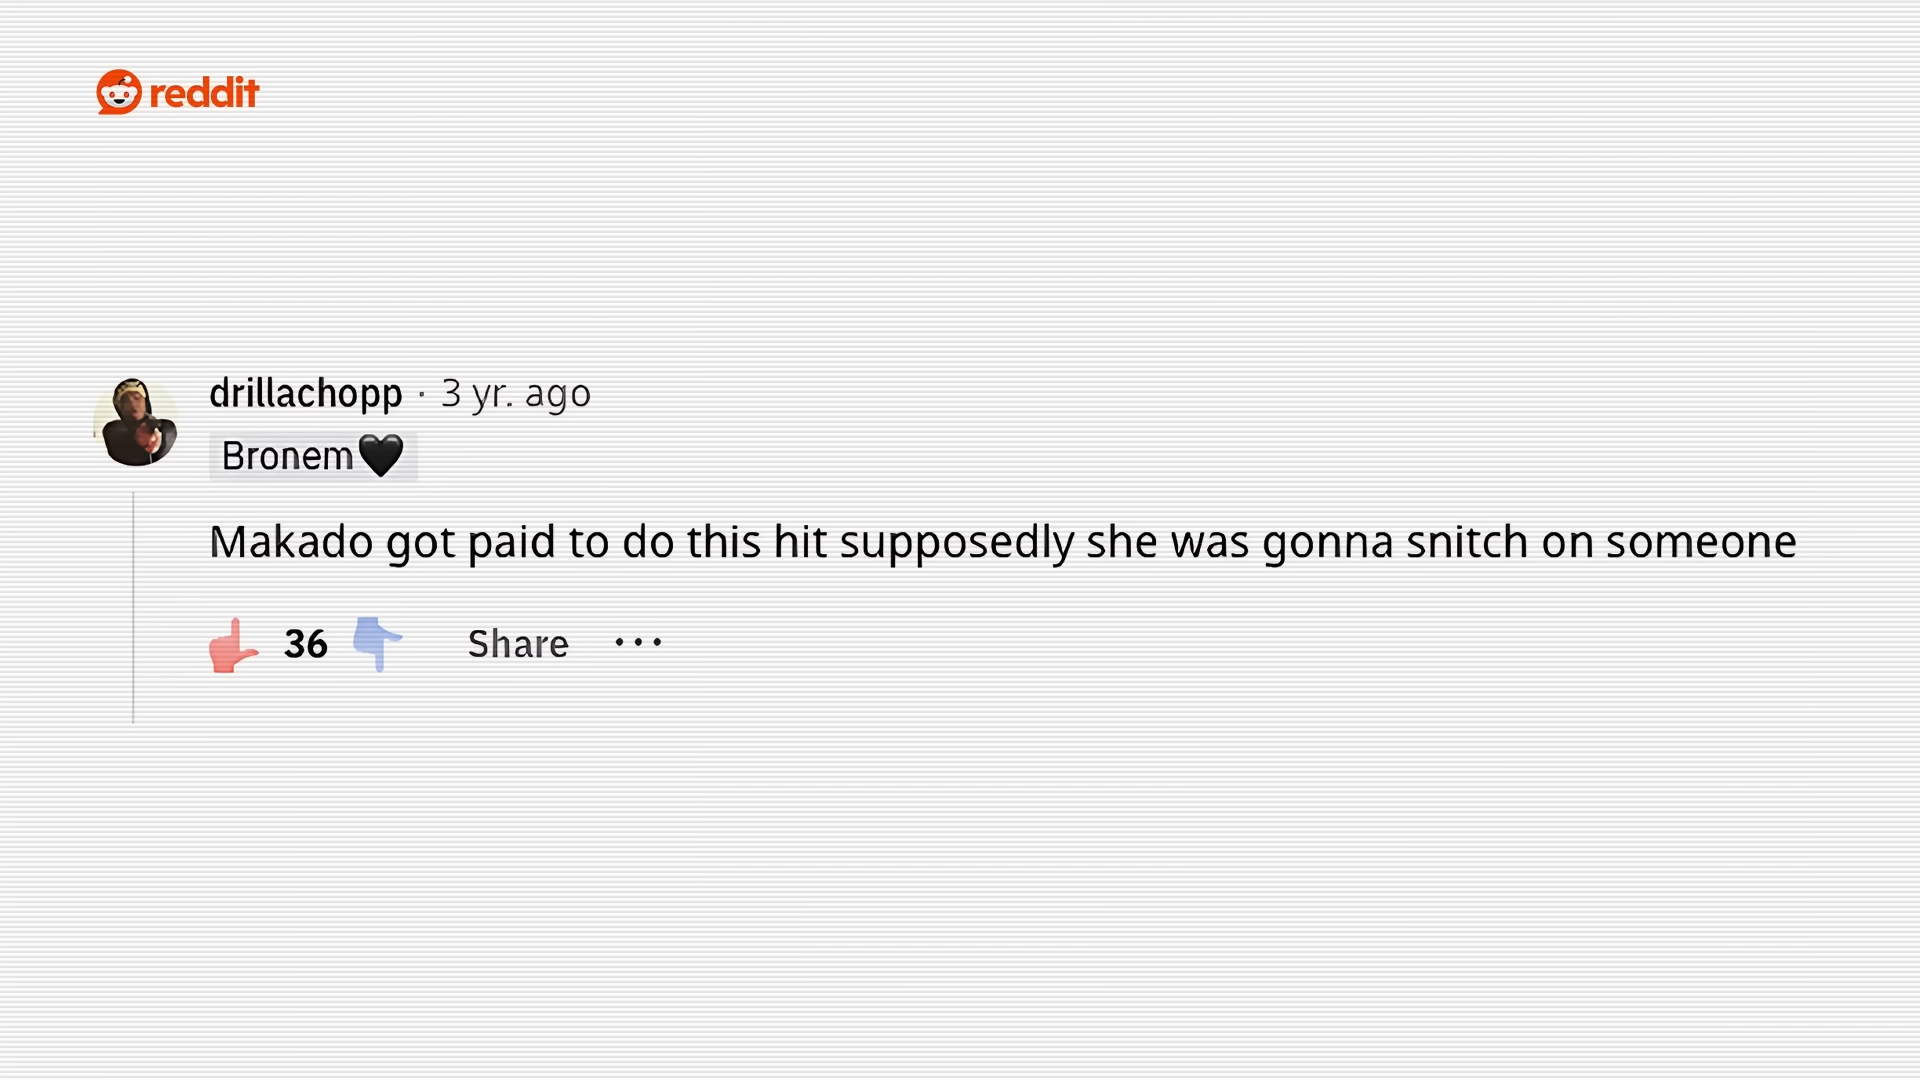 reddit
drillachopp · 3 yr. ago
Bronem🖤
Makado got paid to do this hit supposedly she was gonna snitch on someone
36 Share ···